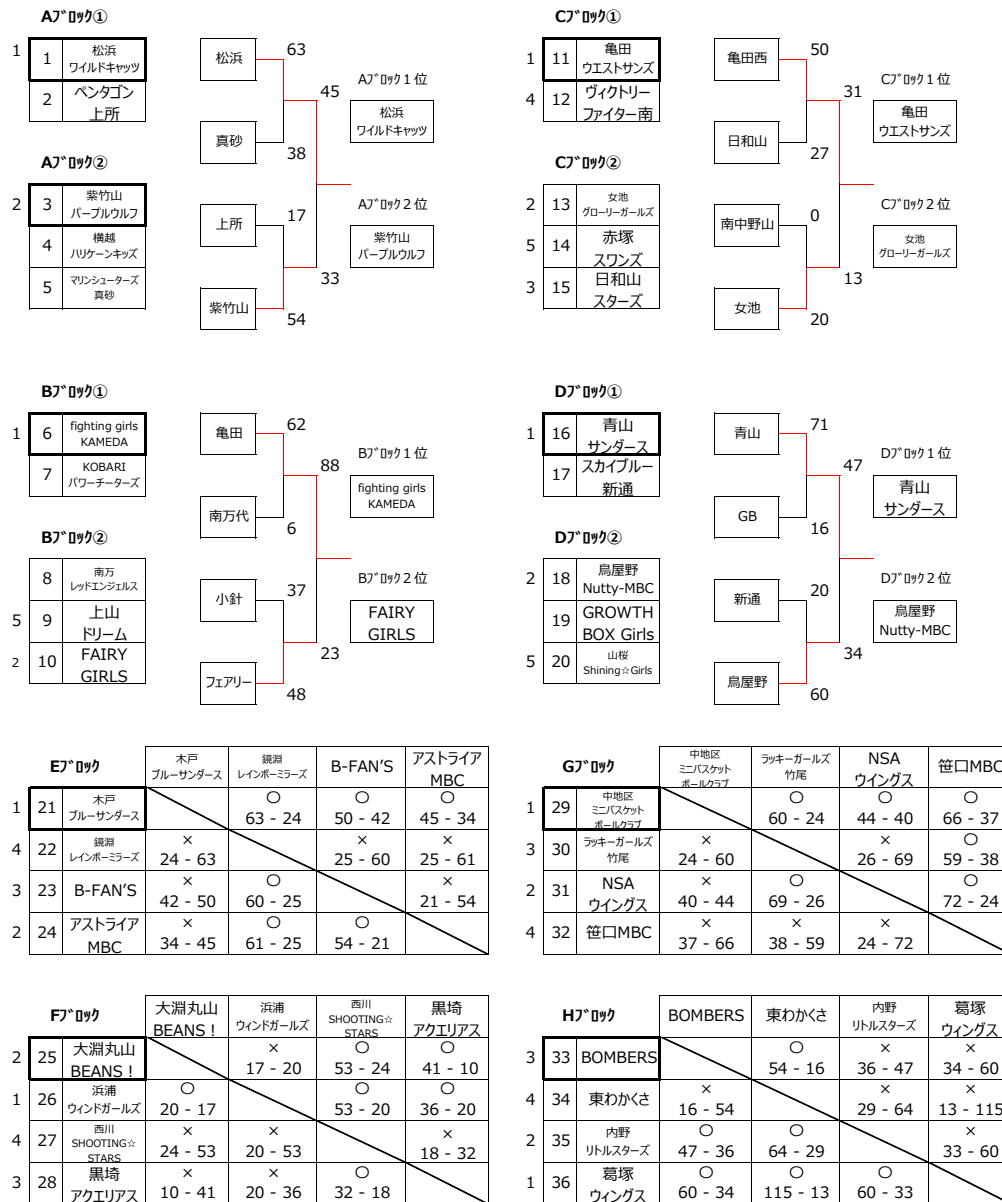 Aブロック①
1 1 松浜
ワイルドキャッツ
2 ペンタゴン
上所
Aブロック②
2 3 紫竹山
パープルウルフ
4 横越
ハリケーンキッズ
5 マリンシューターズ
真砂
松浜 63
真砂 38
45
上所 17
紫竹山 54
33
Aブロック1位
松浜
ワイルドキャッツ
Aブロック2位
紫竹山
パープルウルフ
Cブロック①
1 11 亀田
ウエストサンズ
4 12 ヴィクトリー
ファイター南
Cブロック②
2 13 女池
グローリーガールズ
5 14 赤塚
スワンズ
3 15 日和山
スターズ
亀田西 50
日和山 27
31
南中野山 0
女池 20
13
Cブロック1位
亀田
ウエストサンズ
Cブロック2位
女池
グローリーガールズ
Bブロック①
1 6 fighting girls
KAMEDA
7 KOBARI
パワーチーターズ
Bブロック②
8 南万
レッドエンジェルス
5 9 上山
ドリーム
2 10 FAIRY
GIRLS
亀田 62
南万代 6
88
小針 37
フェアリー 48
23
Bブロック1位
fighting girls
KAMEDA
Bブロック2位
FAIRY
GIRLS
Dブロック①
1 16 青山
サンダース
17 スカイブルー
新通
Dブロック②
2 18 鳥屋野
Nutty-MBC
19 GROWTH
BOX Girls
5 20 山桜
Shining☆Girls
青山 71
GB 16
47
新通 20
鳥屋野 60
34
Dブロック1位
青山
サンダース
Dブロック2位
鳥屋野
Nutty-MBC
Eブロック 木戸
ブルーサンダース 鏡淵
レインボーミラーズ B-FAN'S アストライア
MBC
1 21 木戸
ブルーサンダース ○ ○ ○
63 - 24 50 - 42 45 - 34
4 22 鏡淵
レインボーミラーズ × × ×
24 - 63 25 - 60 25 - 61
3 23 B-FAN'S × ○ ×
42 - 50 60 - 25 21 - 54
2 24 アストライア
MBC × ○ ○
34 - 45 61 - 25 54 - 21
Gブロック 中地区
ミニバスケット
ボールクラブ ラッキーガールズ
竹尾 NSA
ウイングス 笹口MBC
1 29 中地区
ミニバスケット
ボールクラブ ○ ○ ○
60 - 24 44 - 40 66 - 37
3 30 ラッキーガールズ
竹尾 × × ○
24 - 60 26 - 69 59 - 38
2 31 NSA
ウイングス × ○ ○
40 - 44 69 - 26 72 - 24
4 32 笹口MBC × × ×
37 - 66 38 - 59 24 - 72
Fブロック 大淵丸山
BEANS！ 浜浦
ウィンドガールズ 西川
SHOOTING☆
STARS 黒埼
アクエリアス
2 25 大淵丸山
BEANS！ × ○ ○
17 - 20 53 - 24 41 - 10
1 26 浜浦
ウィンドガールズ ○ ○ ○
20 - 17 53 - 20 36 - 20
4 27 西川
SHOOTING☆
STARS × × ×
24 - 53 20 - 53 18 - 32
3 28 黒埼
アクエリアス × × ○
10 - 41 20 - 36 32 - 18
Hブロック BOMBERS 東わかくさ 内野
リトルスターズ 葛塚
ウィングス
3 33 BOMBERS ○ × ×
54 - 16 36 - 47 34 - 60
4 34 東わかくさ × × ×
16 - 54 29 - 64 13 - 115
2 35 内野
リトルスターズ ○ ○ ×
47 - 36 64 - 29 33 - 60
1 36 葛塚
ウィングス ○ ○ ○
60 - 34 115 - 13 60 - 33